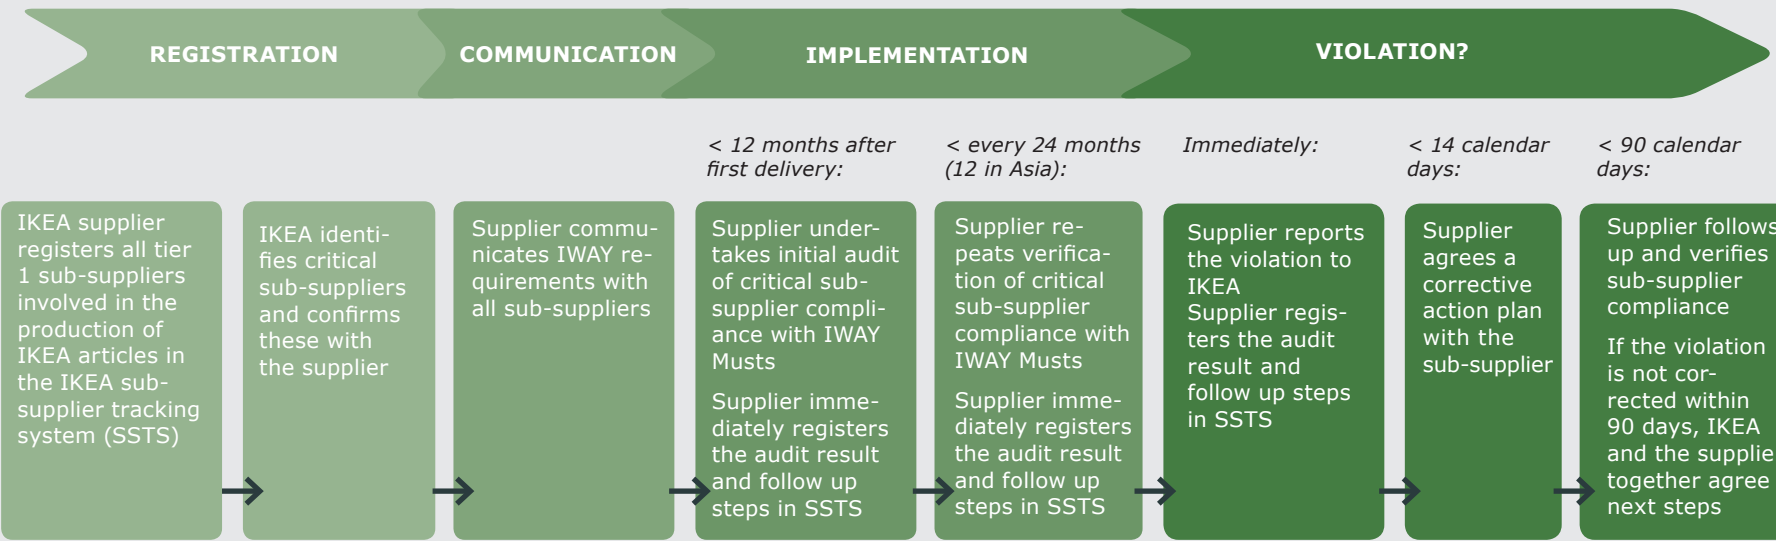 REGISTRATION
COMMUNICATION
IMPLEMENTATION
VIOLATION?
< 12 months after
first delivery:
< every 24 months
(12 in Asia):
Immediately:
< 14 calendar
days:
< 90 calendar
days:
IKEA supplier
registers all tier
1 sub-suppliers
involved in the
production of
IKEA articles in
the IKEA sub-
supplier tracking
system (SSTS)
IKEA identi-
fies critical
sub-suppliers
and confirms
these with
the supplier
Supplier commu-
nicates IWAY re-
quirements with
all sub-suppliers
Supplier under-
takes initial audit
of critical sub-
supplier compli-
ance with IWAY
Musts
Supplier imme-
diately registers
the audit result
and follow up
steps in SSTS
Supplier re-
peats verifica-
tion of critical
sub-supplier
compliance with
IWAY Musts
Supplier imme-
diately registers
the audit result
and follow up
steps in SSTS
Supplier reports
the violation to
IKEA
Supplier regis-
ters the audit
result and
follow up steps
in SSTS
Supplier
agrees a
corrective
action plan
with the
sub-supplier
Supplier follows
up and verifies
sub-supplier
compliance
If the violation
is not cor-
rected within
90 days, IKEA
and the supplie
together agree
next steps